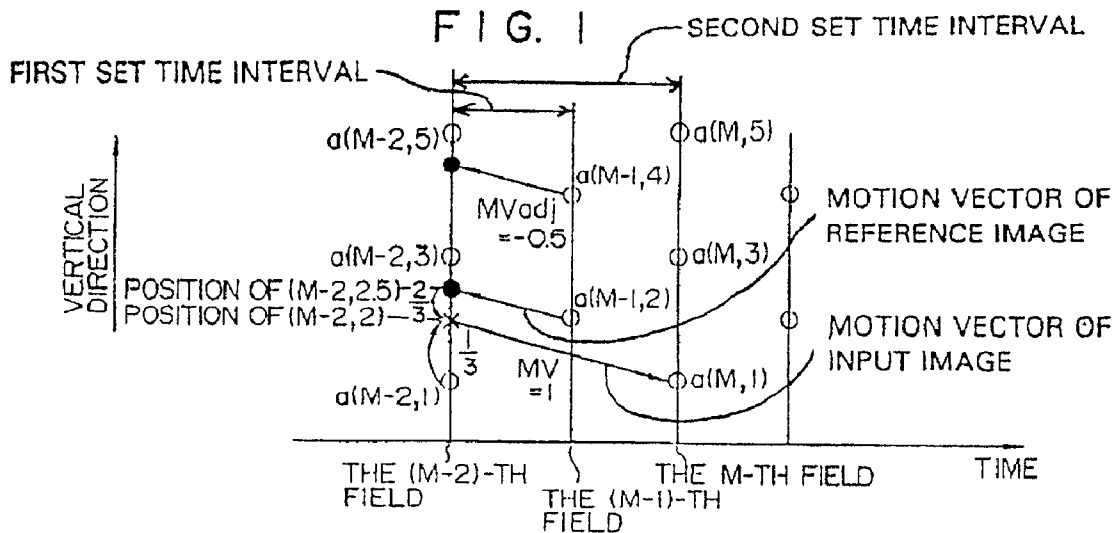 FIG. 1
SECOND SET TIME INTERVAL
FIRST SET TIME INTERVAL
a(M-2,5)
a(M,5)
a(M-1,4)
MVadj
=-0.5
MOTION VECTOR OF
REFERENCE IMAGE
VERTICAL
DIRECTION
a(M-2,3)
a(M,3)
POSITION OF (M-2,2.5)
2/3
a(M-1,2)
POSITION OF (M-2,2)
1/3
MV
=1
MOTION VECTOR OF
INPUT IMAGE
a(M-2,1)
a(M,1)
TIME
THE (M-2)-TH
FIELD
THE (M-1)-TH
FIELD
THE M-TH FIELD